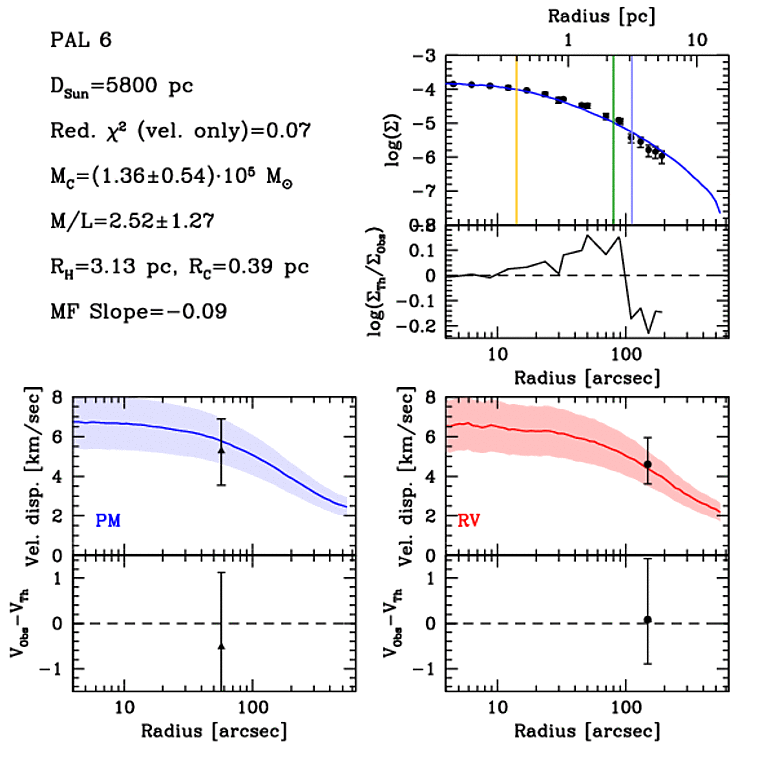 PAL 6
D_Sun=5800 pc
Red. χ² (vel. only)=0.07
M_C=(1.36±0.54)·10⁵ M_⊙
M/L=2.52±1.27
R_H=3.13 pc, R_C=0.39 pc
MF Slope=−0.09
Radius [pc]
1 10
log(Σ)
−3
−4
−5
−6
−7
0.8
log(Σ_Th/Σ_Obs)
0.1
0
−0.1
−0.2
10 100
Radius [arcsec]
Vel. disp. [km/sec]
8
6
4
2
0
PM
V_Obs−V_Th
1
0
−1
10 100
Radius [arcsec]
Vel. disp. [km/sec]
8
6
4
2
0
RV
V_Obs−V_Th
1
0
−1
10 100
Radius [arcsec]